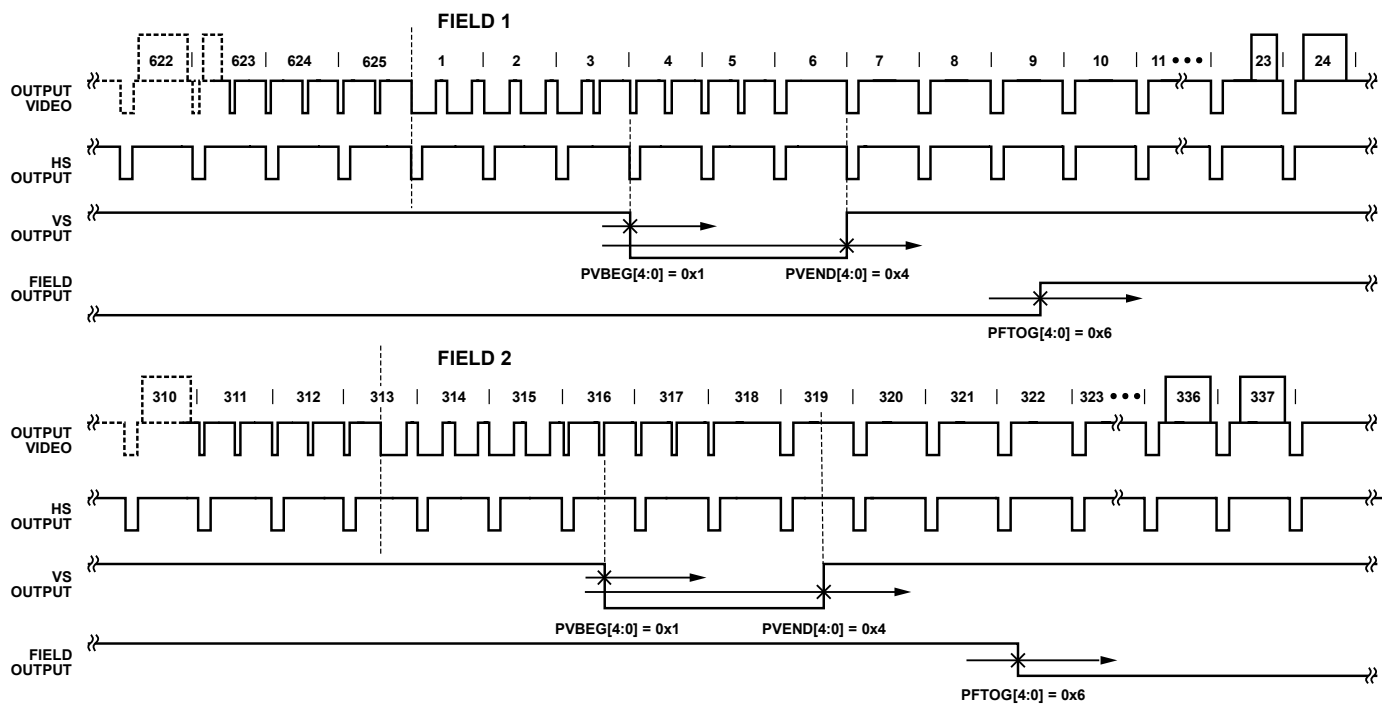 FIELD 1
622 | 623 | 624 | 625 | 1 | 2 | 3 | 4 | 5 | 6 | 7 | 8 | 9 | 10 | 11 ••• | 23 | 24 |
OUTPUT
VIDEO
HS
OUTPUT
VS
OUTPUT
PVBEG[4:0] = 0x1 PVEND[4:0] = 0x4
FIELD
OUTPUT
PFTOG[4:0] = 0x6
FIELD 2
310 | 311 | 312 | 313 | 314 | 315 | 316 | 317 | 318 | 319 | 320 | 321 | 322 | 323 ••• | 336 | 337 |
OUTPUT
VIDEO
HS
OUTPUT
VS
OUTPUT
PVBEG[4:0] = 0x1 PVEND[4:0] = 0x4
FIELD
OUTPUT
PFTOG[4:0] = 0x6